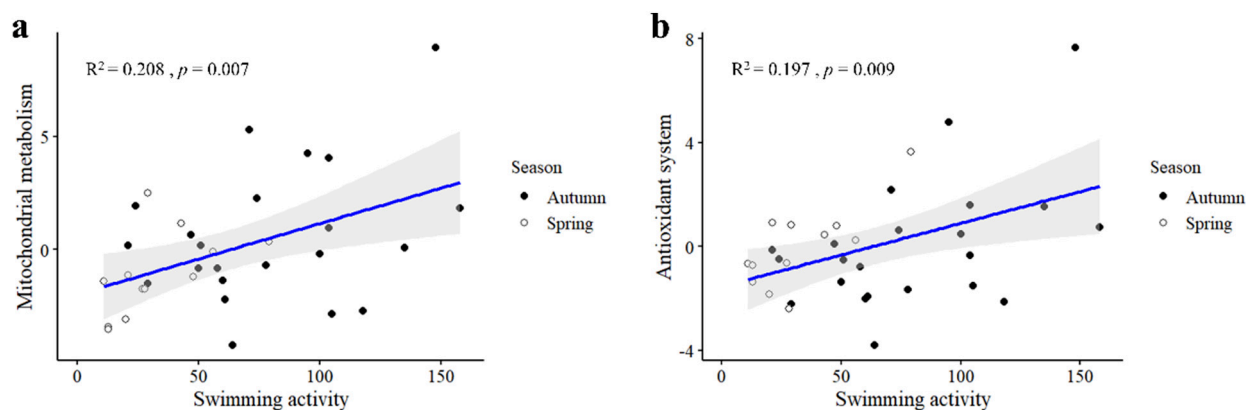 a
R² = 0.208 , p = 0.007
Mitochondrial metabolism
5
0
0
50
100
150
Swimming activity
Season
Autumn
Spring
b
R² = 0.197 , p = 0.009
Antioxidant system
8
4
0
-4
0
50
100
150
Swimming activity
Season
Autumn
Spring